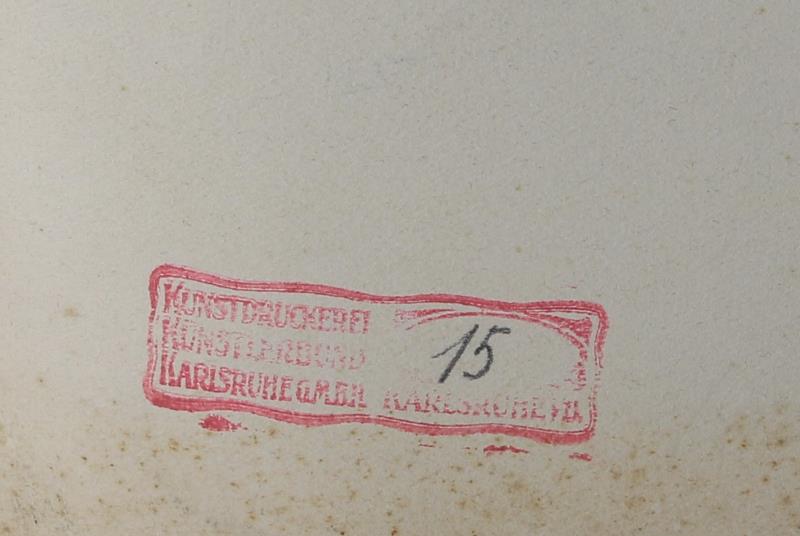 KUNSTDRUCKEREI
KÜNSTLERBUND
KARLSRUHE G.M.B.H.
15
KARLSRUHE i/B.